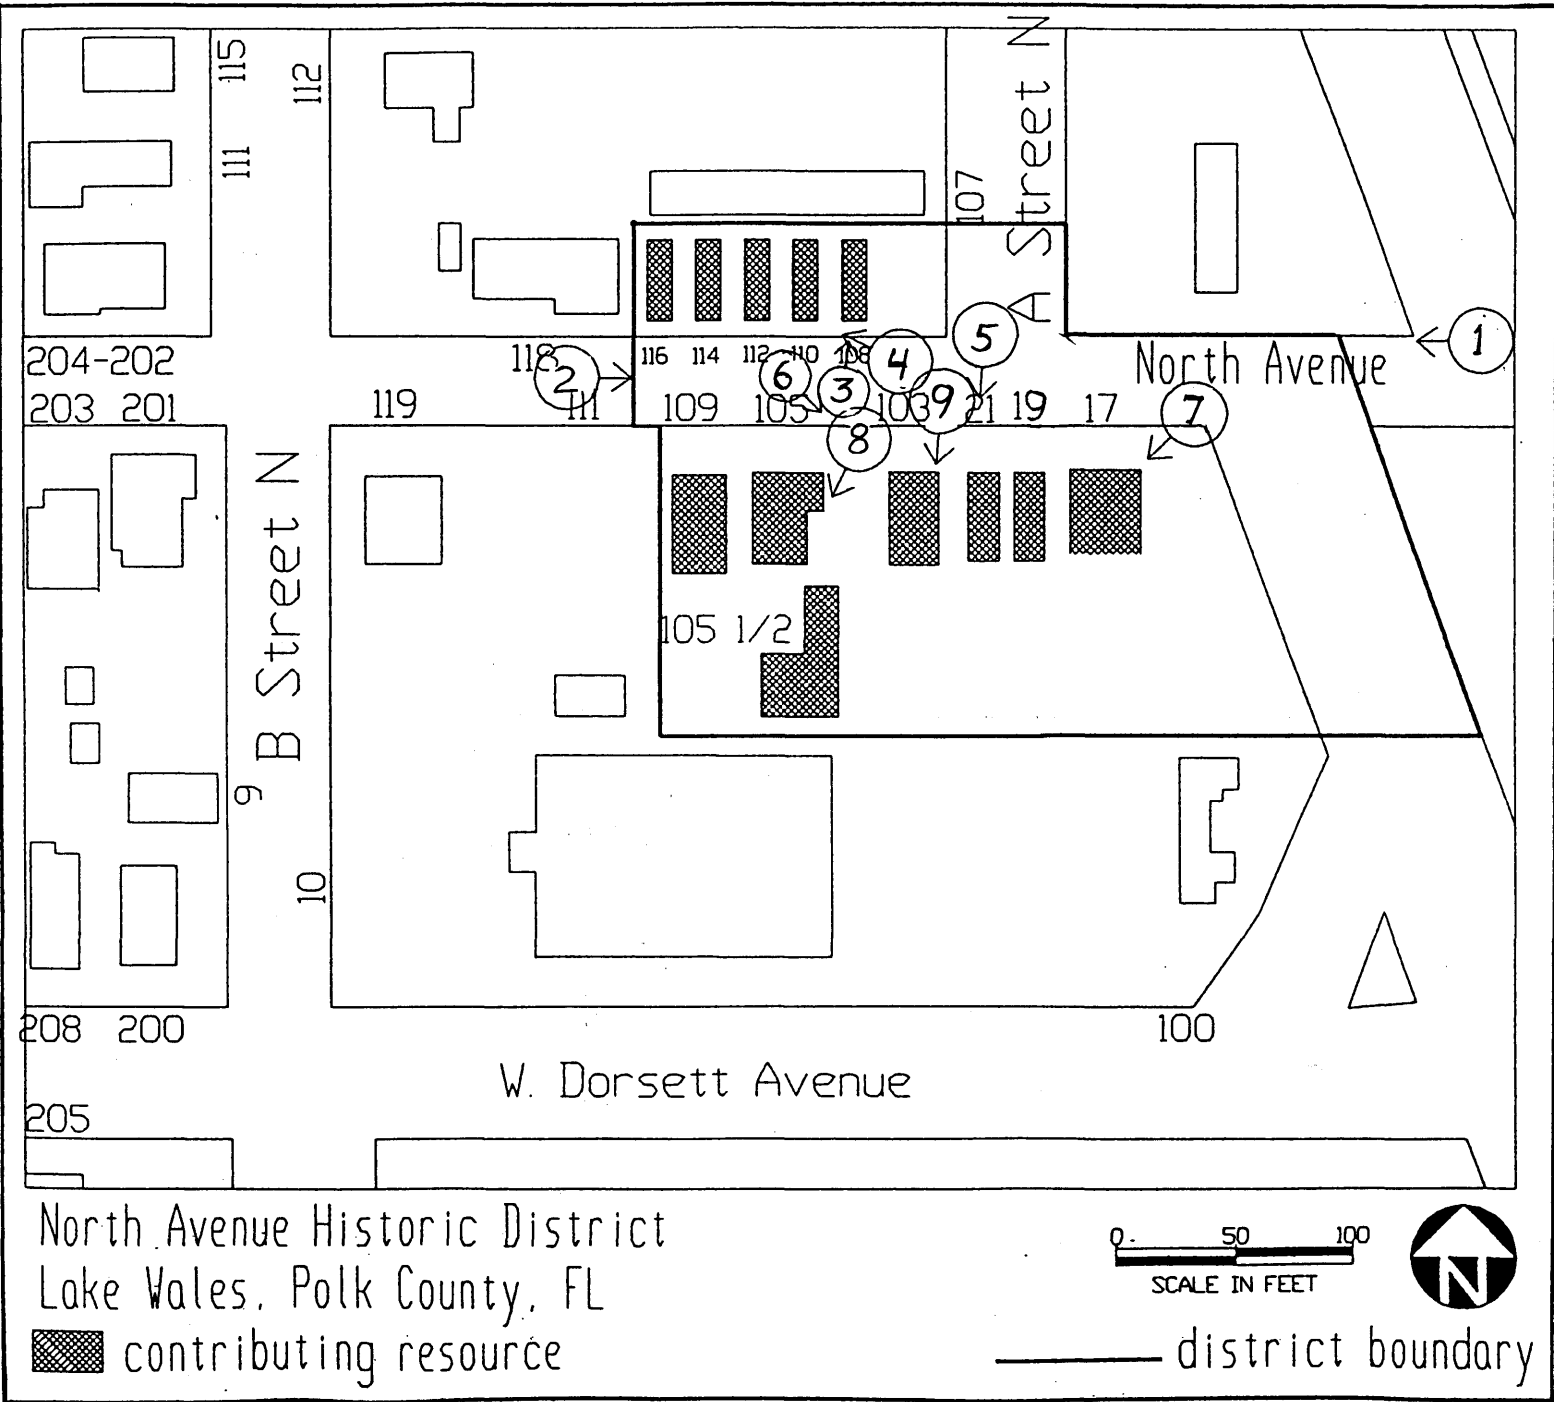 115
112
111
107
A Street N
204-202
118
116 114 112 110 108
5
1
North Avenue
2
6
3
4
9
7
203 201
119
111
109 105 103 21 19 17
8
B Street N
105 1/2
9
10
208 200
100
W. Dorsett Avenue
205
North Avenue Historic District
Lake Wales, Polk County, FL
contributing resource
0 50 100
SCALE IN FEET
N
district boundary